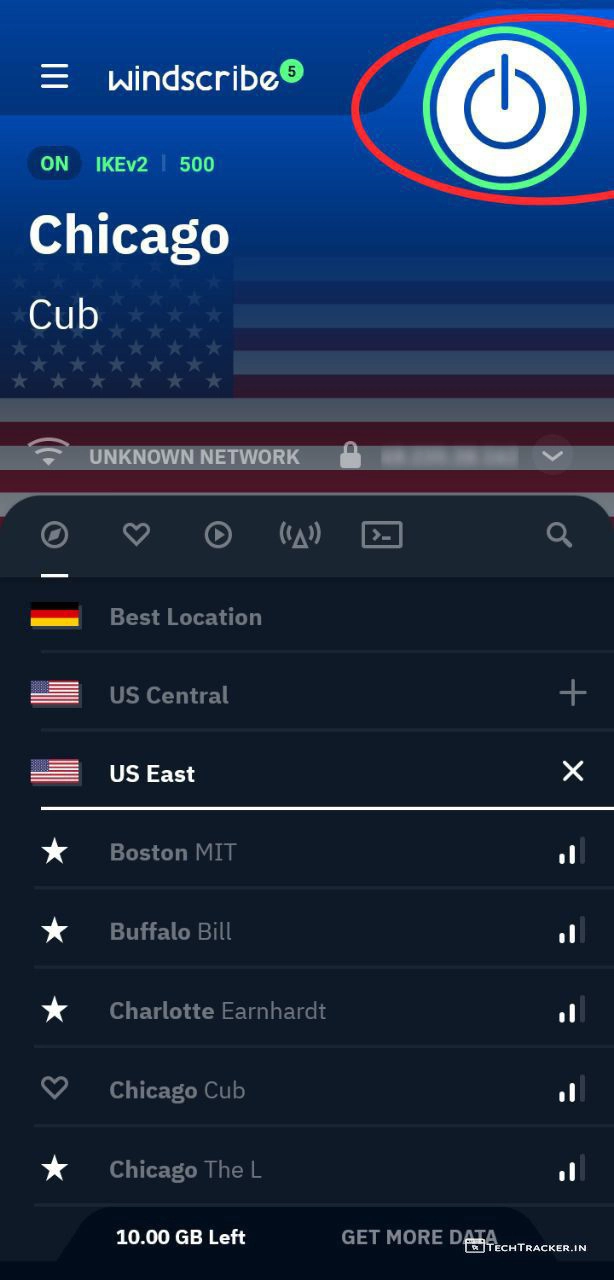 windscribe 5
ON IKEv2 | 500
Chicago
Cub
UNKNOWN NETWORK
Best Location
US Central
US East
Boston MIT
Buffalo Bill
Charlotte Earnhardt
Chicago Cub
Chicago The L
10.00 GB Left GET MORE DATA
TECHTRACKER.IN